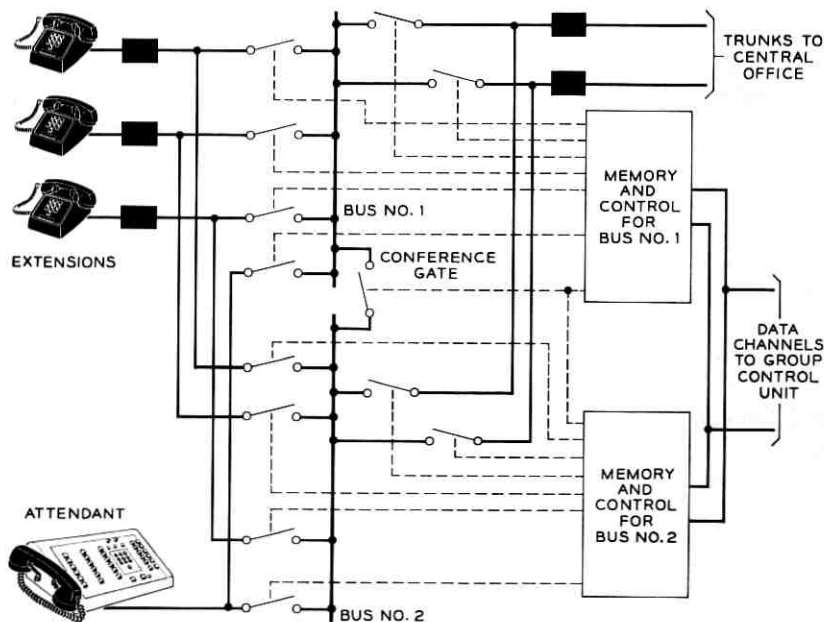 TRUNKS TO
CENTRAL
OFFICE
MEMORY
AND
CONTROL
FOR
BUS NO. 1
BUS NO. 1
EXTENSIONS
CONFERENCE
GATE
DATA
CHANNELS
TO GROUP
CONTROL
UNIT
MEMORY
AND
CONTROL
FOR
BUS NO. 2
ATTENDANT
BUS NO. 2